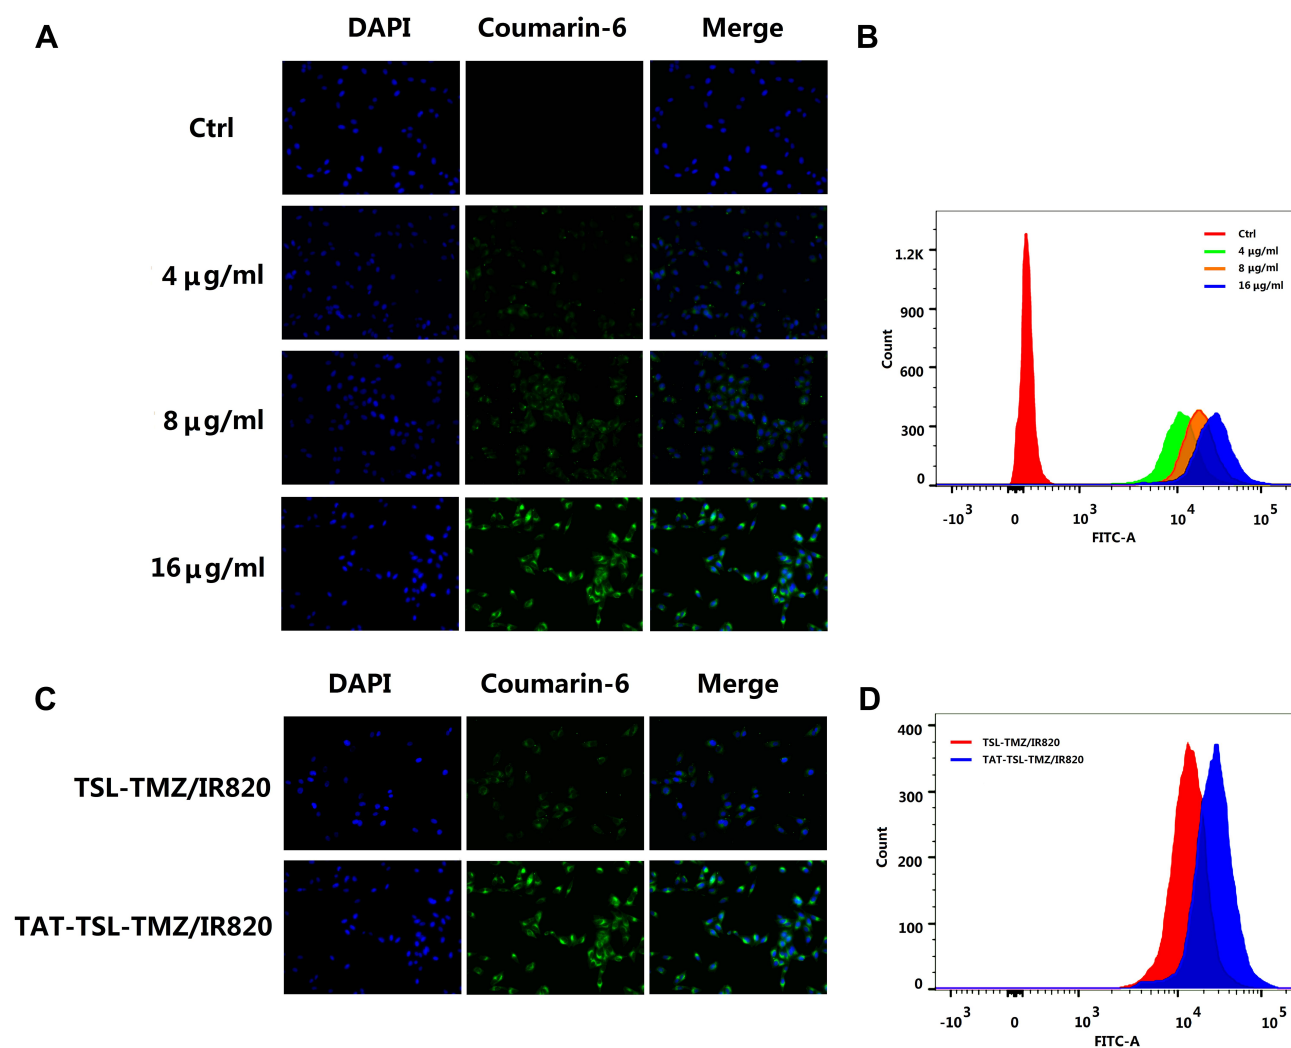 A
DAPI Coumarin-6 Merge
Ctrl
4 μg/ml
8 μg/ml
16 μg/ml
B
Ctrl
4 μg/ml
8 μg/ml
16 μg/ml
1.2K
900
600
300
0
Count
-10^3 0 10^3 10^4 10^5
FITC-A
C
DAPI Coumarin-6 Merge
TSL-TMZ/IR820
TAT-TSL-TMZ/IR820
D
TSL-TMZ/IR820
TAT-TSL-TMZ/IR820
400
300
200
100
0
Count
-10^3 0 10^3 10^4 10^5
FITC-A